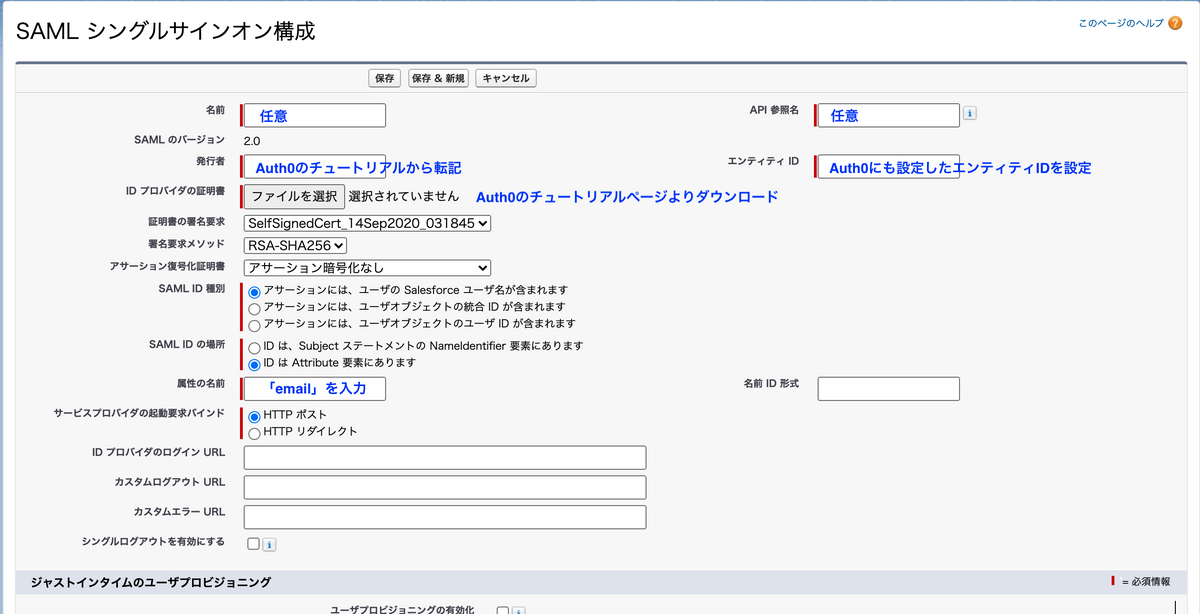 SAML シングルサインオン構成
このページのヘルプ
保存 保存 & 新規 キャンセル
名前 任意 API 参照名 任意
SAML のバージョン 2.0
発行者 Auth0のチュートリアルから転記 エンティティ ID Auth0にも設定したエンティティIDを設定
ID プロバイダの証明書 ファイルを選択 選択されていません Auth0のチュートリアルページよりダウンロード
証明書の署名要求 SelfSignedCert_14Sep2020_031845
署名要求メソッド RSA-SHA256
アサーション復号化証明書 アサーション暗号化なし
SAML ID 種別 アサーションには、ユーザの Salesforce ユーザ名が含まれます
アサーションには、ユーザオブジェクトの統合 ID が含まれます
アサーションには、ユーザオブジェクトのユーザ ID が含まれます
SAML ID の場所 ID は、Subject ステートメントの NameIdentifier 要素にあります
ID は Attribute 要素にあります
属性の名前 「email」を入力 名前 ID 形式
サービスプロバイダの起動要求バインド HTTP ポスト
HTTP リダイレクト
ID プロバイダのログイン URL
カスタムログアウト URL
カスタムエラー URL
シングルログアウトを有効にする
ジャストインタイムのユーザプロビジョニング = 必須情報
ユーザプロビジョニングの有効化